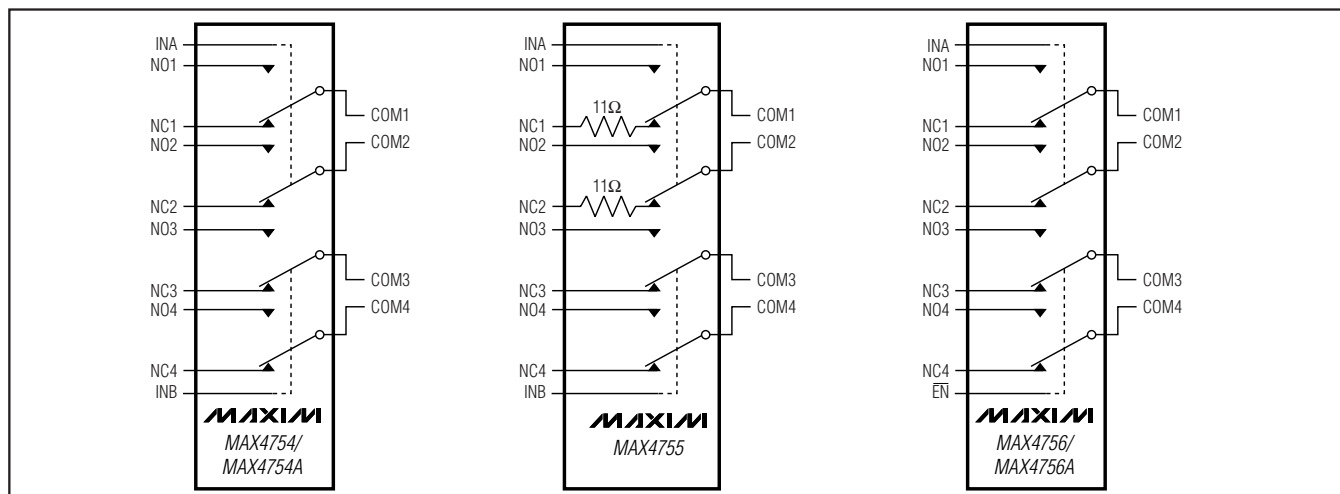 INA
NO1
COM1
NC1
NO2
COM2
NC2
NO3
COM3
NC3
NO4
COM4
NC4
INB
MAXIM
MAX4754/
MAX4754A
INA
NO1
11Ω
COM1
NC1
NO2
COM2
11Ω
NC2
NO3
COM3
NC3
NO4
COM4
NC4
INB
MAXIM
MAX4755
INA
NO1
COM1
NC1
NO2
COM2
NC2
NO3
COM3
NC3
NO4
COM4
NC4
E̅N̅
MAXIM
MAX4756/
MAX4756A